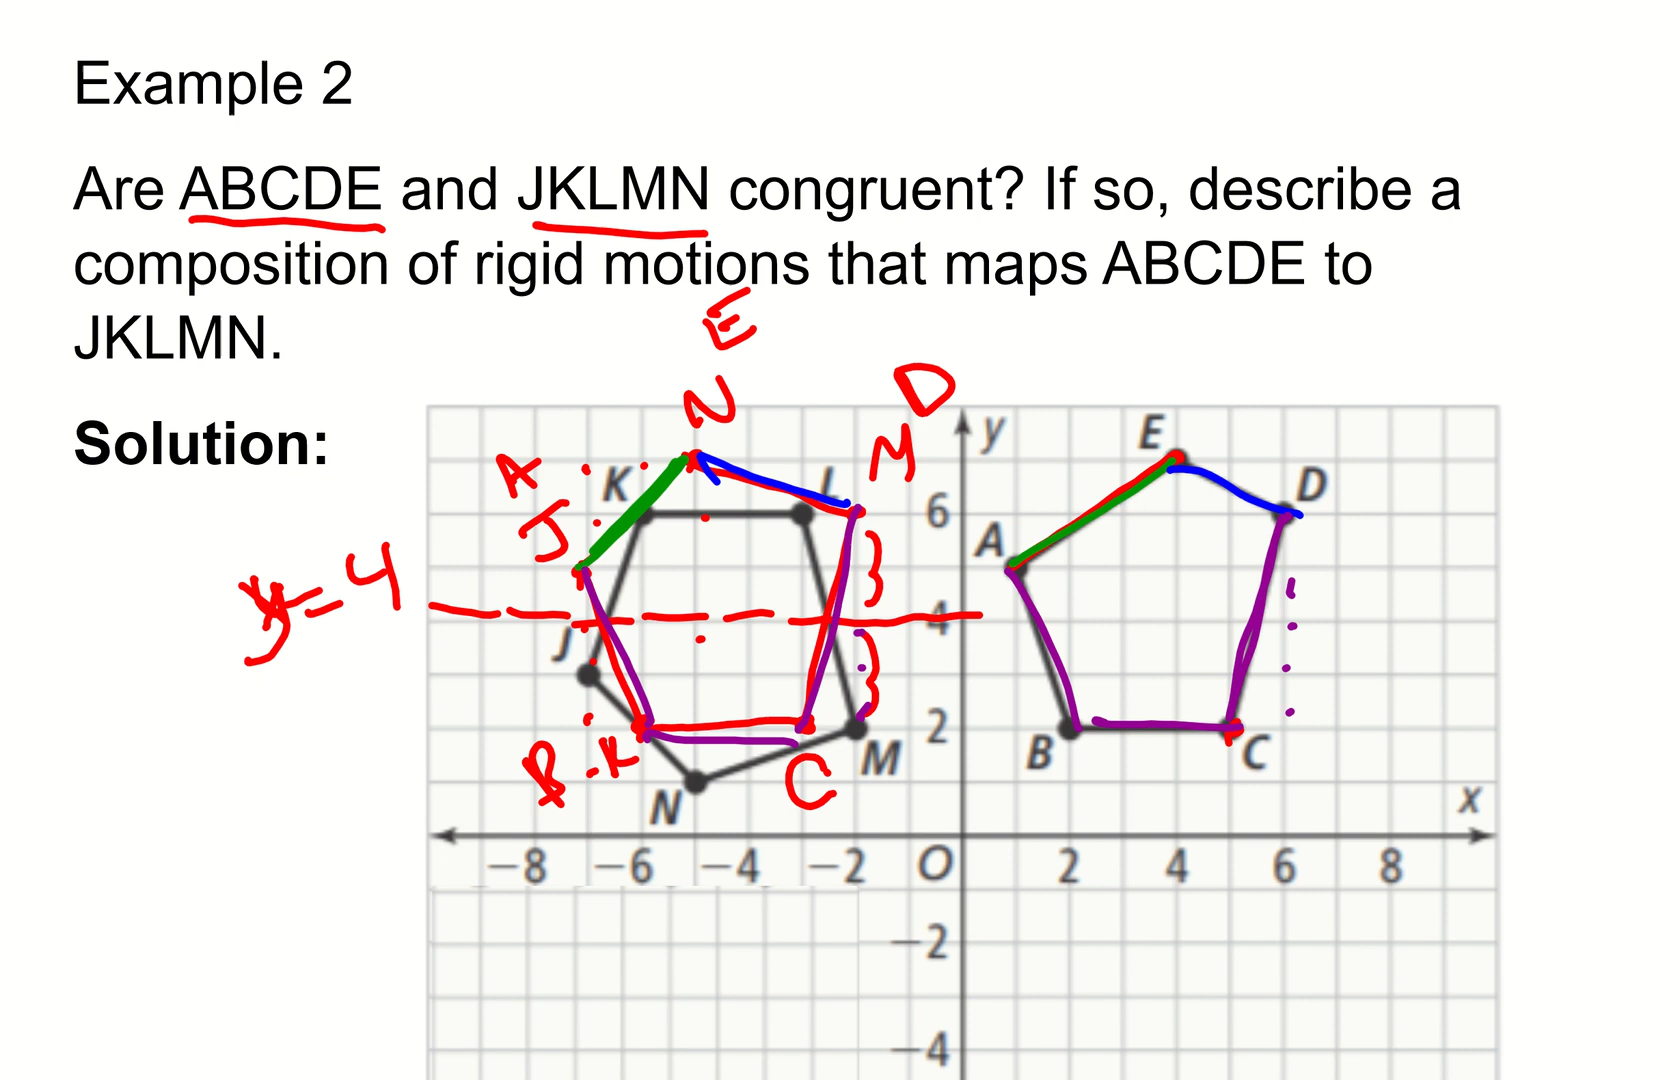 Example 2
Are ABCDE and JKLMN congruent? If so, describe a
composition of rigid motions that maps ABCDE to
JKLMN.
Solution:
E
D
N
M
A
J
y=4
K
L
y
E
D
A
6
4
J
2
B
K
C
M
N
B
C
x
−8 −6 −4 −2 O 2 4 6 8
−2
−4